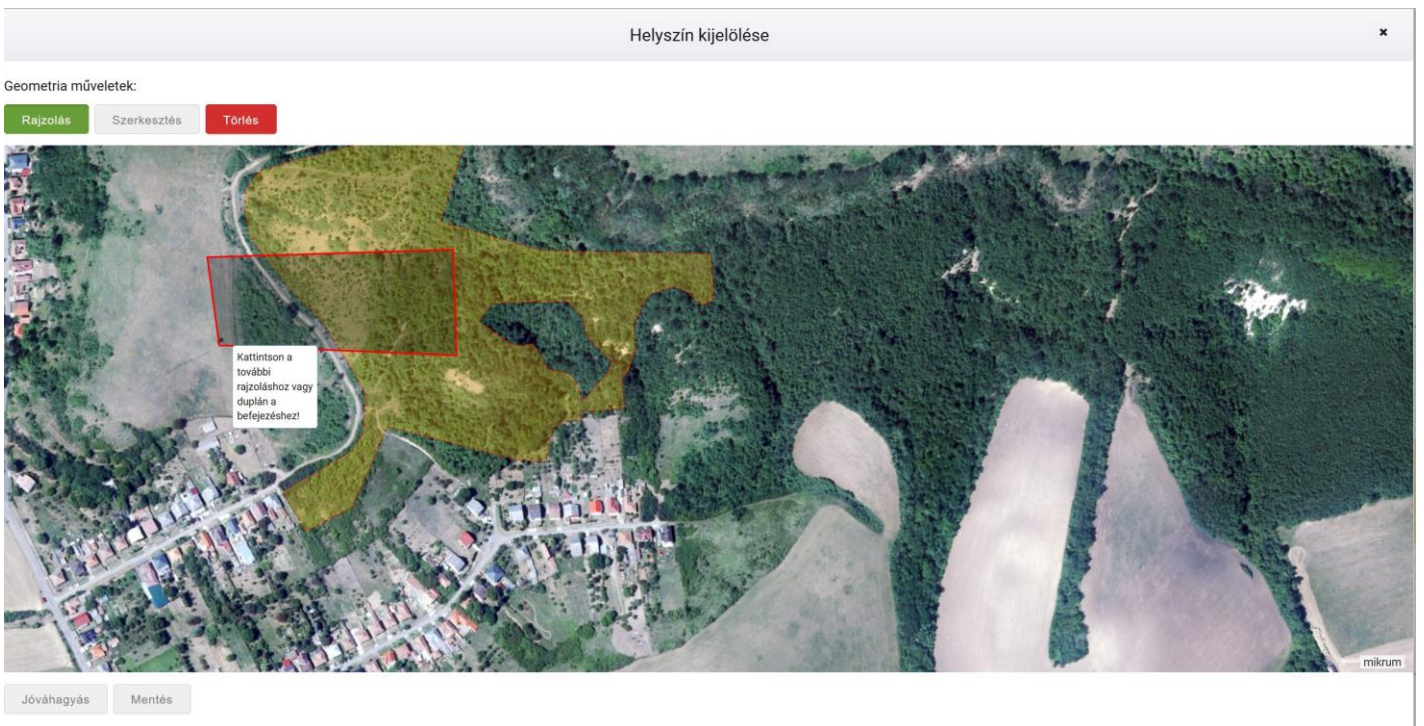 Helyszín kijelölése
×
Geometria műveletek:
Rajzolás Szerkesztés Törlés
Kattintson a
további
rajzoláshoz vagy
duplán a
befejezéshez!
mikrum
Jóváhagyás Mentés